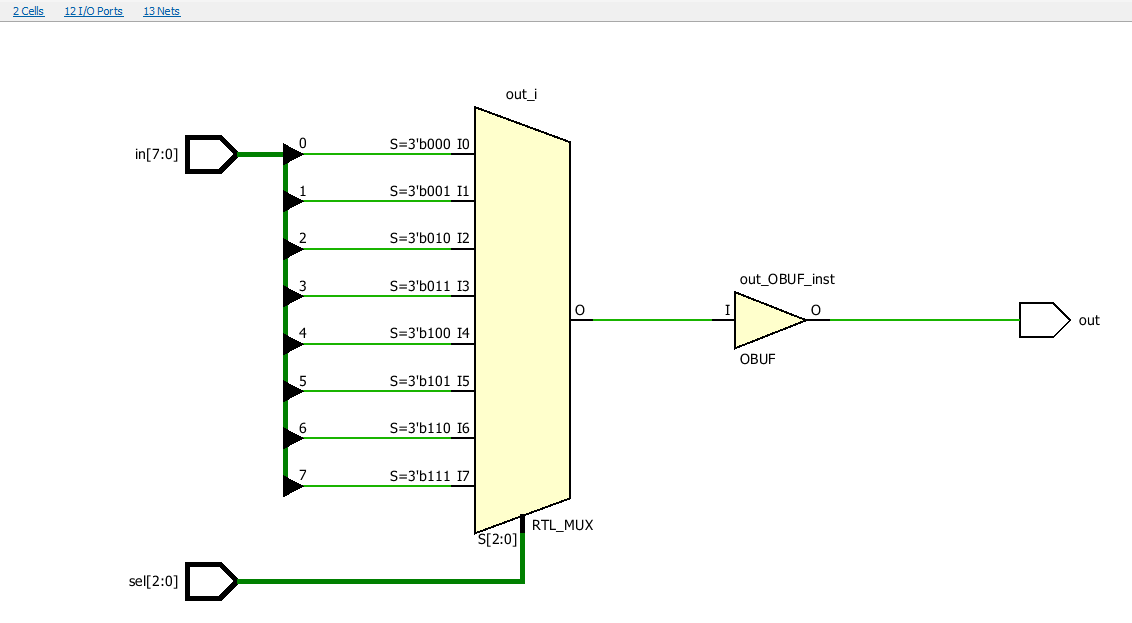 2 Cells 12 I/O Ports 13 Nets
out_i
in[7:0]
0 S=3'b000 I0
1 S=3'b001 I1
2 S=3'b010 I2
3 S=3'b011 I3
4 S=3'b100 I4
5 S=3'b101 I5
6 S=3'b110 I6
7 S=3'b111 I7
S[2:0]
RTL_MUX
sel[2:0]
O
out_OBUF_inst
I O
OBUF
out